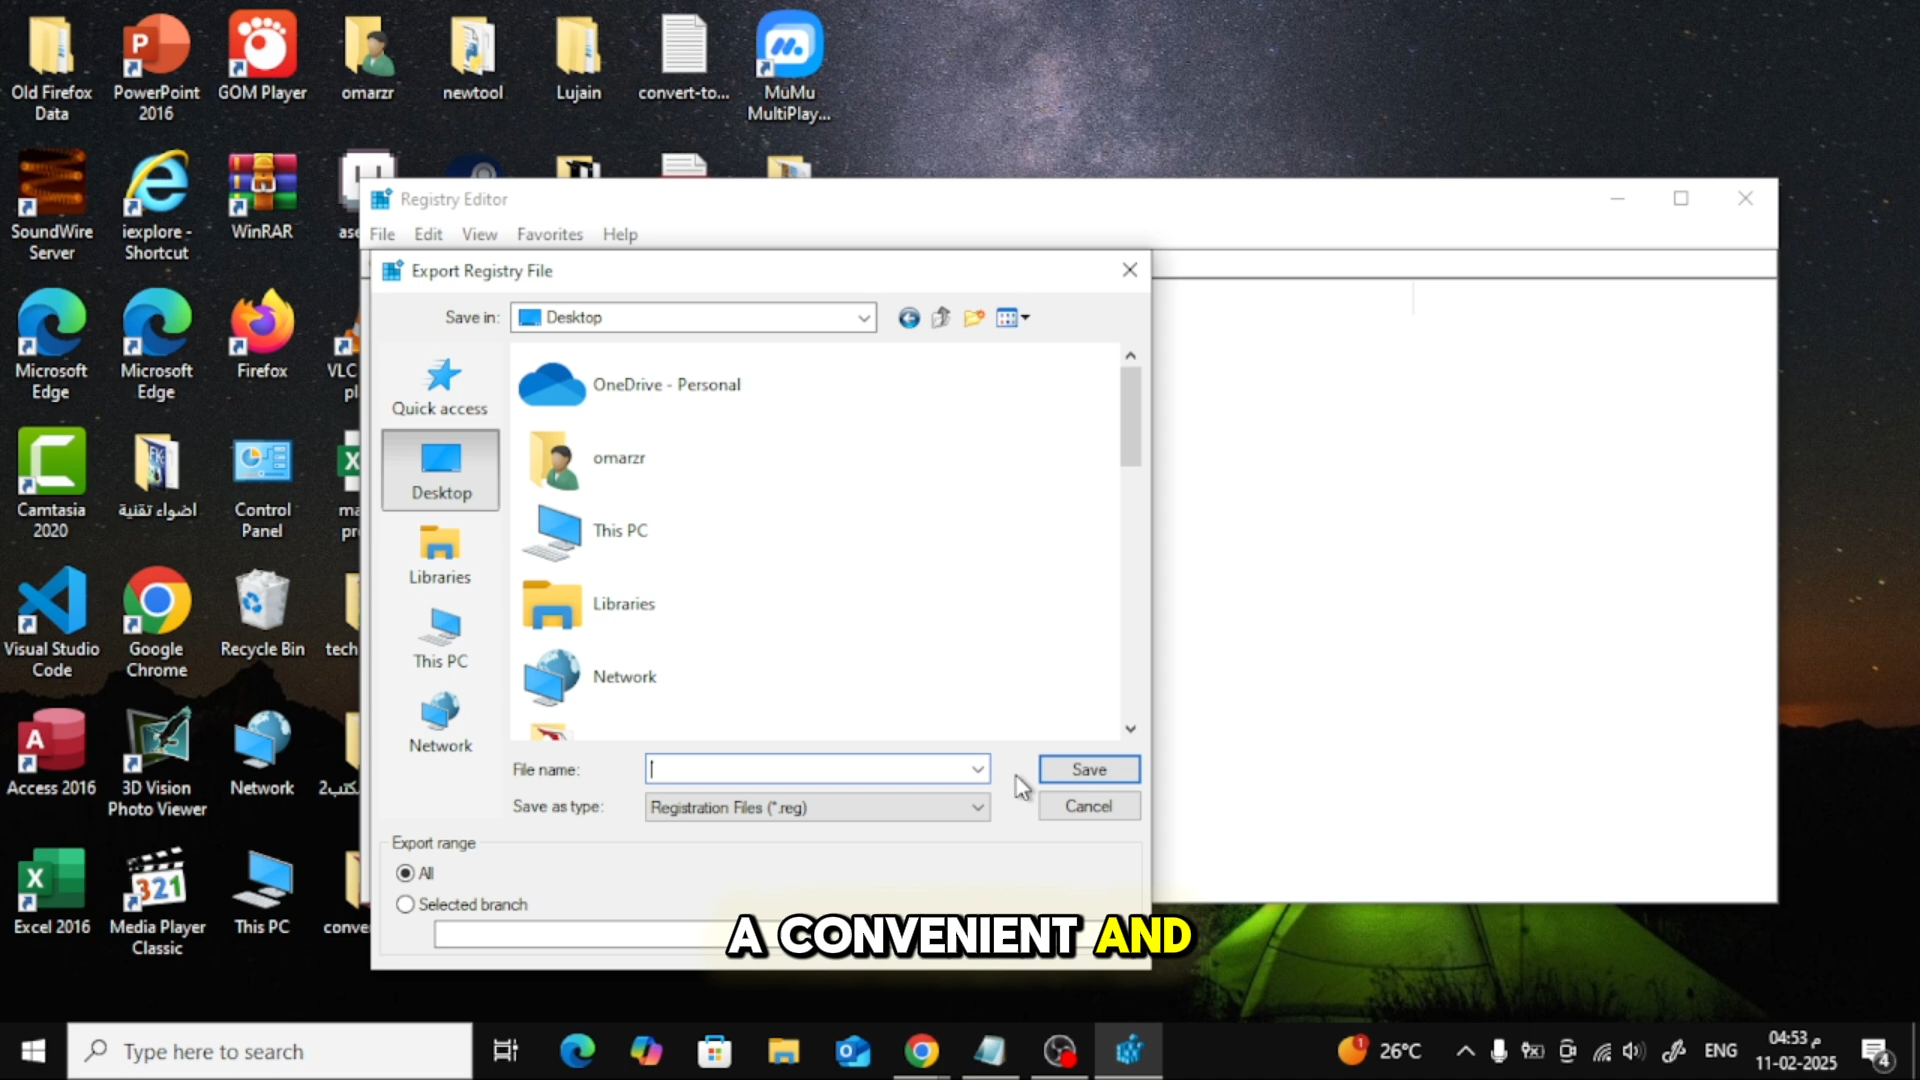 Old Firefox
Data
PowerPoint
2016
GOM Player
omarzr
newtool
Lujain
convert-to...
MuMu
MultiPlay...
SoundWire
Server
iexplore -
Shortcut
WinRAR
Registry Editor
File Edit View Favorites Help
Export Registry File
Save in: Desktop
Quick access
Desktop
Libraries
This PC
Network
OneDrive - Personal
omarzr
This PC
Libraries
Network
File name:
Save
Save as type: Registration Files (*.reg)
Cancel
Export range
All
Selected branch
A CONVENIENT AND
Microsoft
Edge
Microsoft
Edge
Firefox
VLC
pl
Camtasia
2020
اضواء تقنية
Control
Panel
Visual Studio
Code
Google
Chrome
Recycle Bin
tech
Access 2016
3D Vision
Photo Viewer
Network
Excel 2016
Media Player
Classic
This PC
conve
Type here to search
26°C
ENG
04:53 م
11-02-2025
4